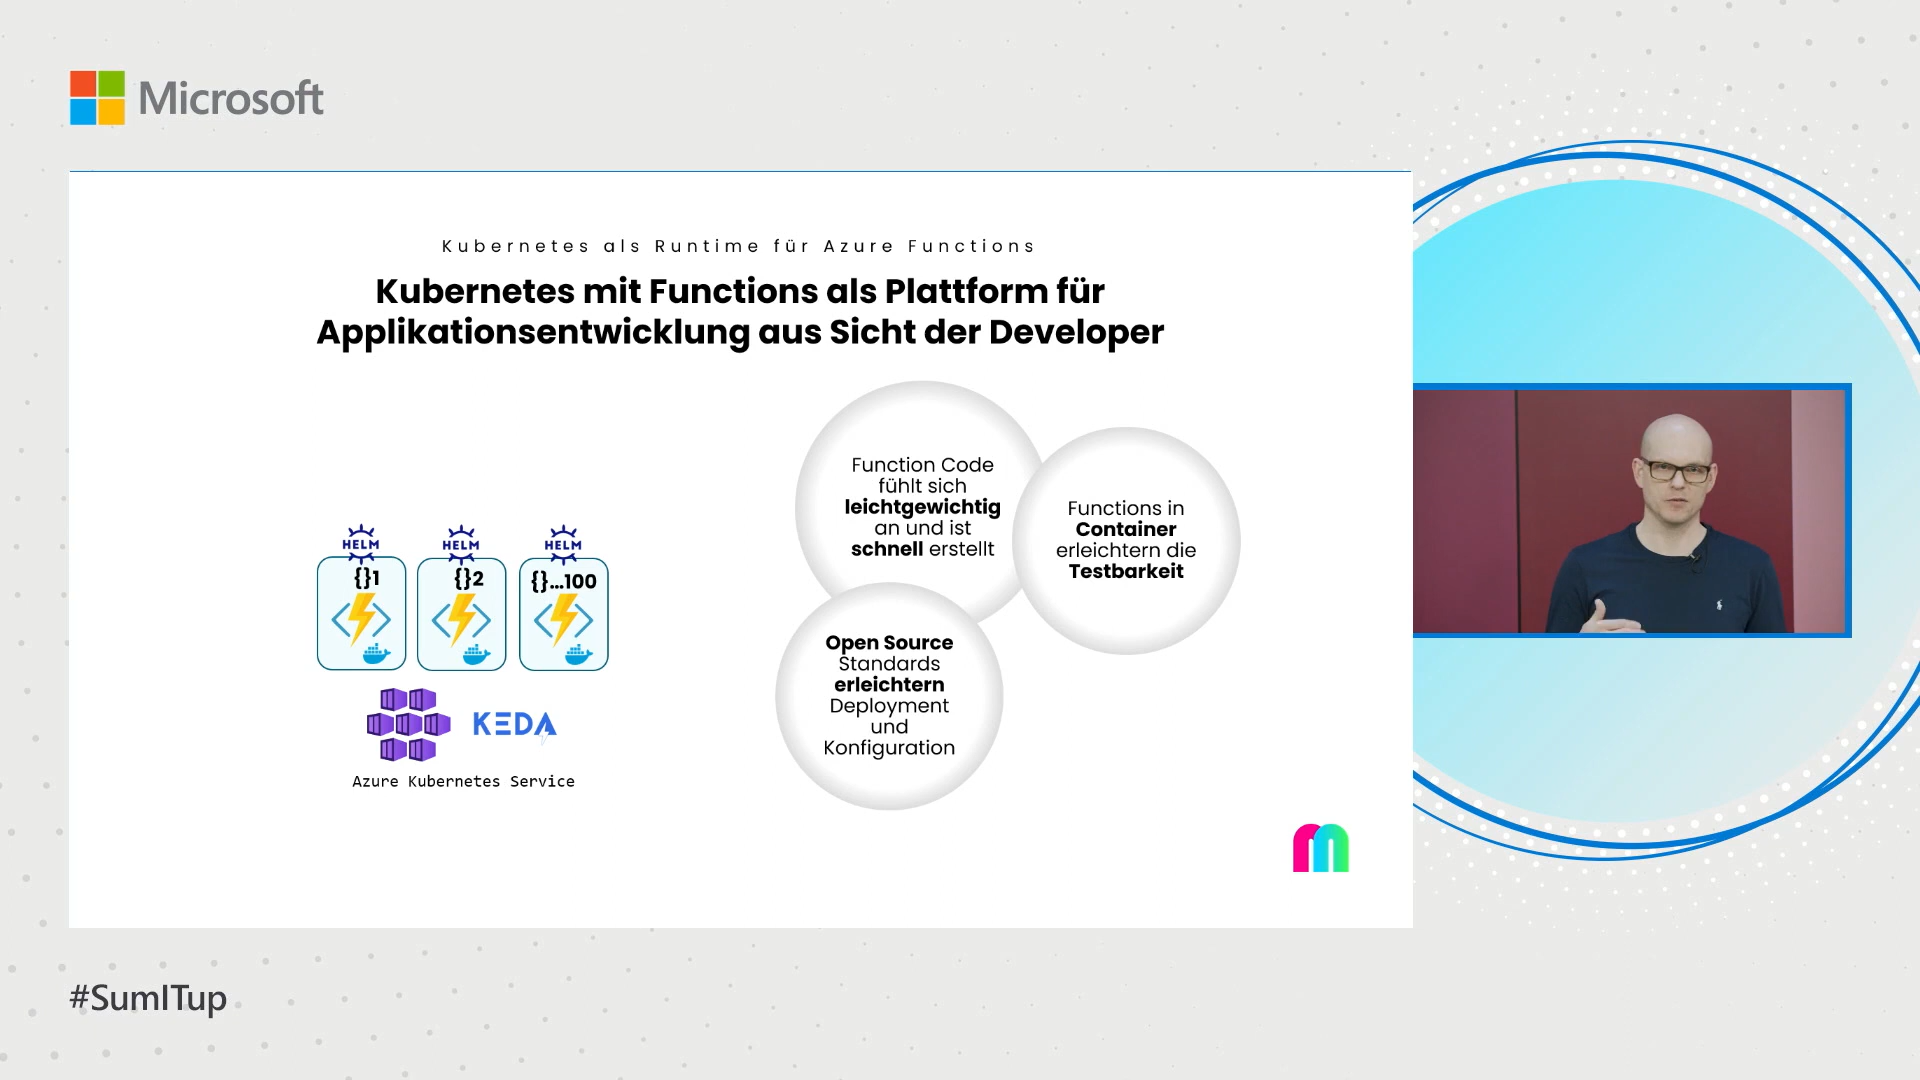 Microsoft
Kubernetes als Runtime für Azure Functions
Kubernetes mit Functions als Plattform für
Applikationsentwicklung aus Sicht der Developer
HELM
{}1
HELM
{}2
HELM
{}...100
KEDA
Azure Kubernetes Service
Function Code
fühlt sich
leichtgewichtig
an und ist
schnell erstellt
Functions in
Container
erleichtern die
Testbarkeit
Open Source
Standards
erleichtern
Deployment
und
Konfiguration
#SumITup